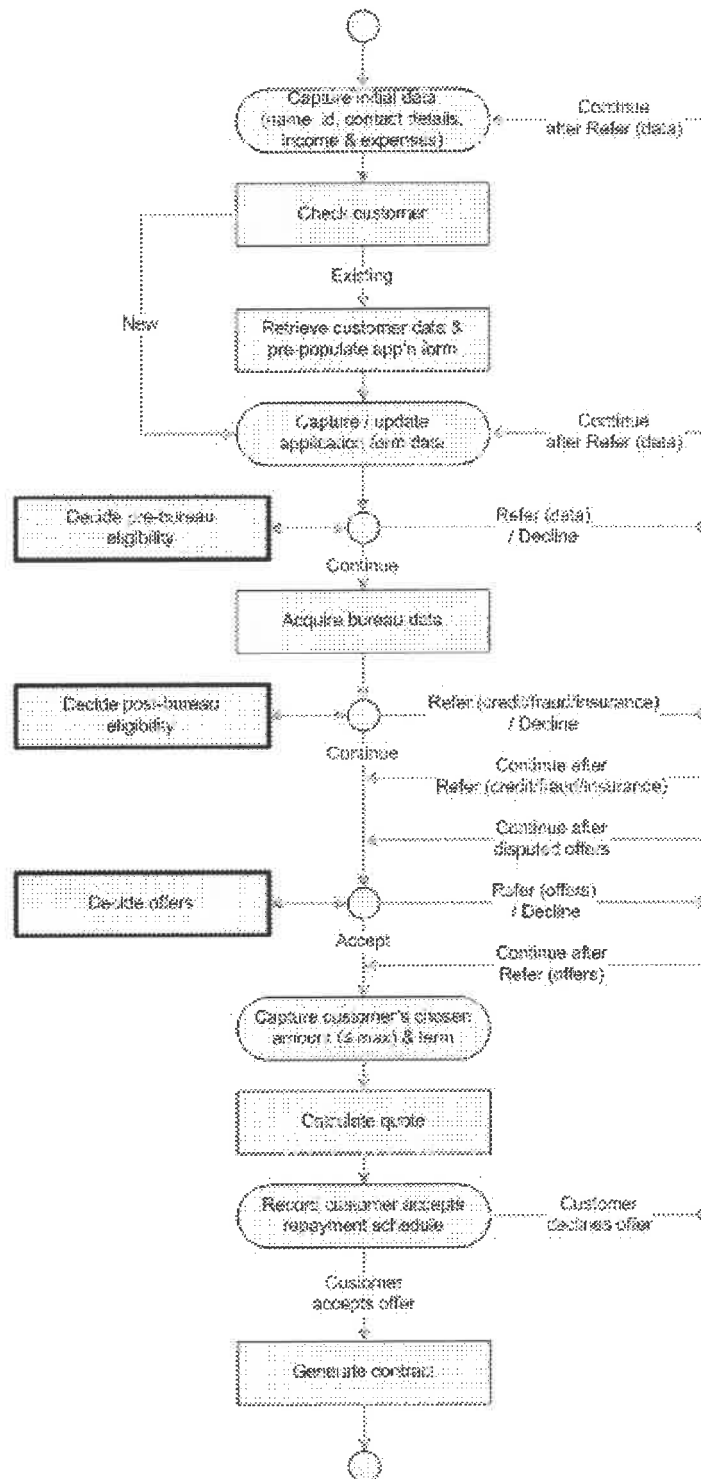 Capture initial data
(name, id, contact details,
income & expenses)
Continue
after Refer (data)
Check customer
Existing
New
Retrieve customer data &
pre-populate app'n form
Capture / update
application form data
Continue
after Refer (data)
Decide pre-bureau
eligibility
Refer (data)
/ Decline
Continue
Acquire bureau data
Decide post-bureau
eligibility
Refer (credit/fraud/insurance)
/ Decline
Continue
Continue after
Refer (credit/fraud/insurance)
Continue after
disputed offers
Decide offers
Refer (offers)
/ Decline
Accept
Continue after
Refer (offers)
Capture customer's chosen
amount (≤ max) & term
Calculate quote
Record customer accepts
repayment schedule
Customer
declines offer
Customer
accepts offer
Generate contract